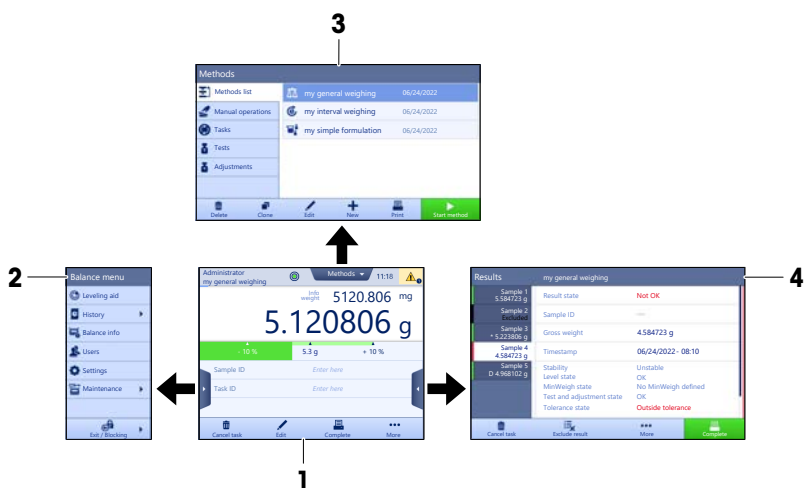 3
Methods
Methods list
my general weighing 06/24/2022
Manual operations
my interval weighing 06/24/2022
Tasks
my simple formulation 06/24/2022
Tests
Adjustments
Delete Clone Edit New Print Start method
2
Balance menu
Leveling aid
History
Balance info
Users
Settings
Maintenance
Exit / Blocking
Administrator
my general weighing
Methods
11:18
Info weight 5120.806 mg
5.120806 g
- 10 % 5.3 g + 10 %
Sample ID Enter here
Task ID Enter here
Cancel task Edit Complete More
1
4
Results my general weighing
Sample 1
5.584723 g
Sample 2
Excluded
Sample 3
* 5.223806 g
Sample 4
4.584723 g
Sample 5
D 4.968102 g
Result state Not OK
Sample ID
Gross weight 4.584723 g
Timestamp 06/24/2022 - 08:10
Stability Unstable
Level state OK
MinWeigh state No MinWeigh defined
Test and adjustment state OK
Tolerance state Outside tolerance
Cancel task Exclude result More Complete